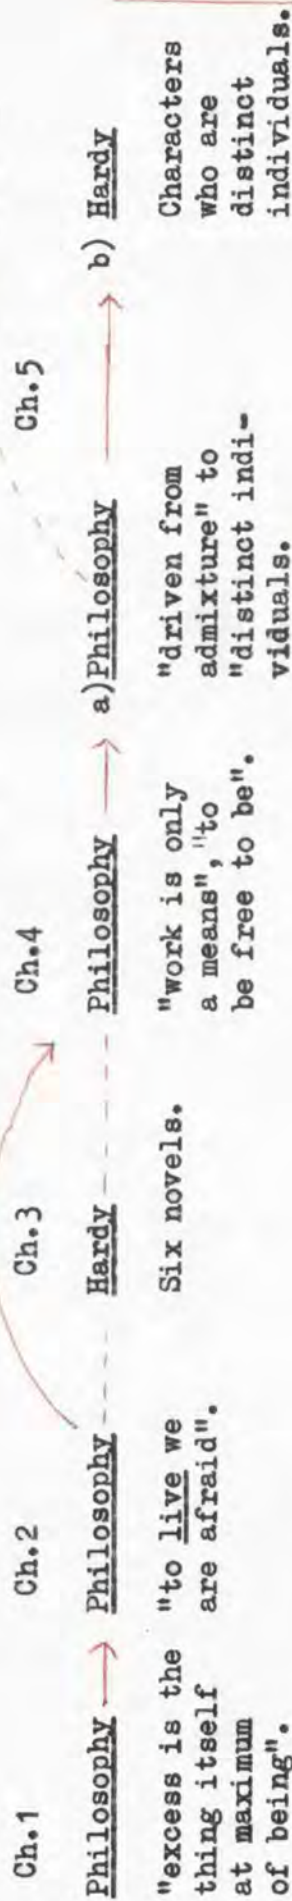 Ch.1 Ch.2 Ch.3 Ch.4 Ch.5
Philosophy Philosophy Hardy Philosophy a)Philosophy b) Hardy
"excess is the
thing itself
at maximum
of being".
"to live we
are afraid".
Six novels.
"work is only
a means","to
be free to be".
"driven from
admixture" to
"distinct indi-
viduals.
Characters
who are
distinct
individuals.